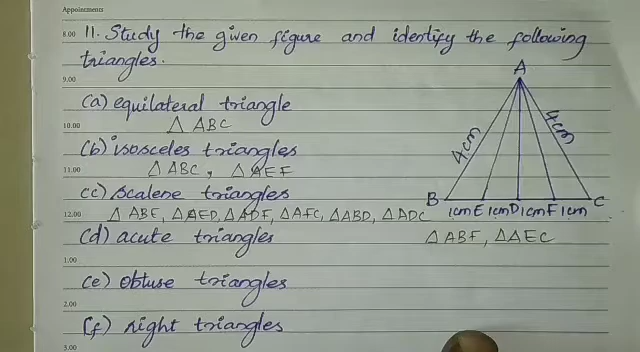 Appointments
8.00 11. Study the given figure and identify the following
triangles.
9.00
(a) equilateral triangle
△ ABC
10.00
(b) isosceles triangles
△ ABC, △ AEF
11.00
(c) scalene triangles
12.00 △ ABE, △AED, △ADF, △AFC, △ABD, △ADC
△ABF, △AEC
(d) acute triangles
1.00
(e) obtuse triangles
2.00
(f) right triangles
3.00
A
4cm 4cm
B C
1cm E 1cm D 1cm F 1cm